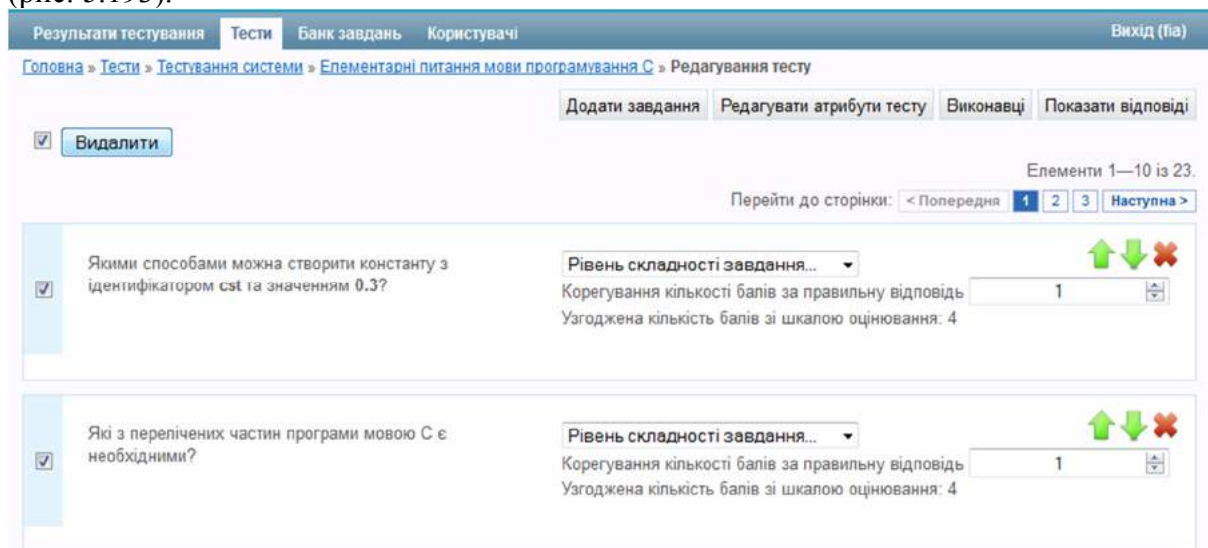 (рис. 3.193).
Результати тестування Тести Банк завдань Користувачі Вихід (fia)
Головна » Тести » Тестування системи » Елементарні питання мови програмування C » Редагування тесту
Додати завдання Редагувати атрибути тесту Виконавці Показати відповіді
Видалити
Елементи 1—10 із 23.
Перейти до сторінки: < Попередня 1 2 3 Наступна >
Якими способами можна створити константу з
ідентифікатором cst та значенням 0.3?
Рівень складності завдання...
Корегування кількості балів за правильну відповідь 1
Узгоджена кількість балів зі шкалою оцінювання: 4
Які з перелічених частин програми мовою C є
необхідними?
Рівень складності завдання...
Корегування кількості балів за правильну відповідь 1
Узгоджена кількість балів зі шкалою оцінювання: 4